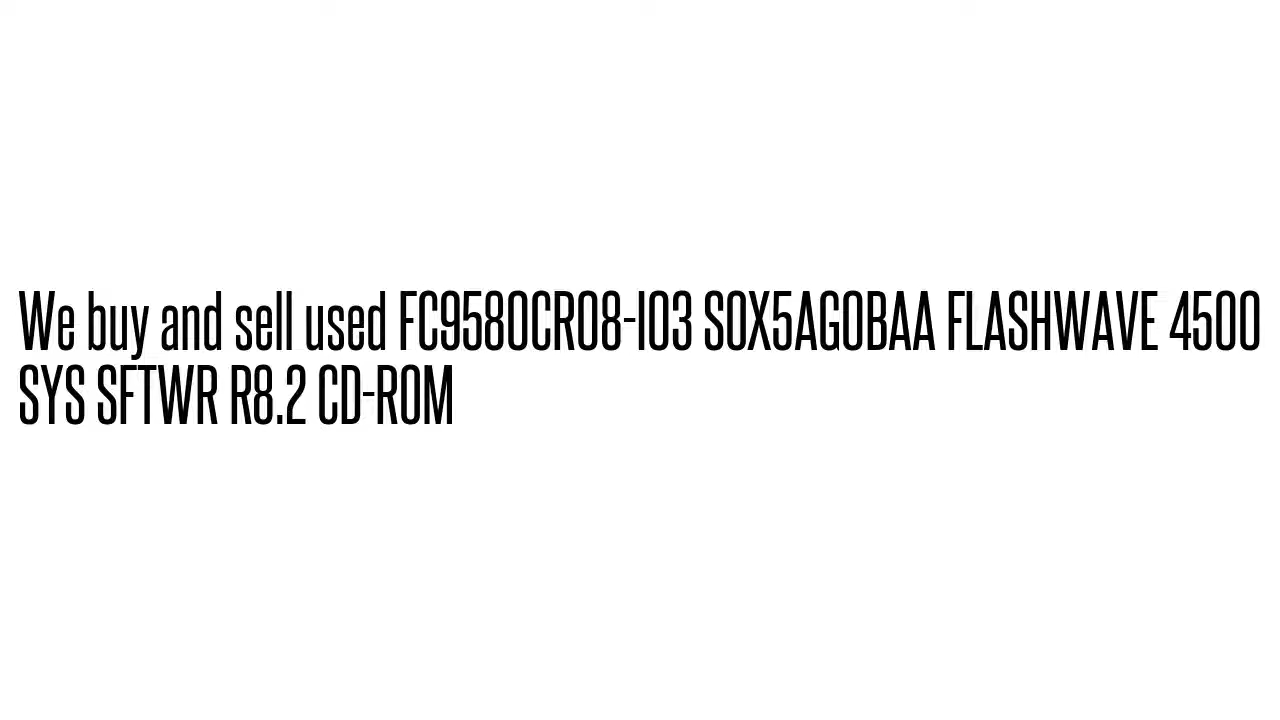 We buy and sell used FC9580CR08-I03 S0X5AG0BAA FLASHWAVE 4500
SYS SFTWR R8.2 CD-ROM